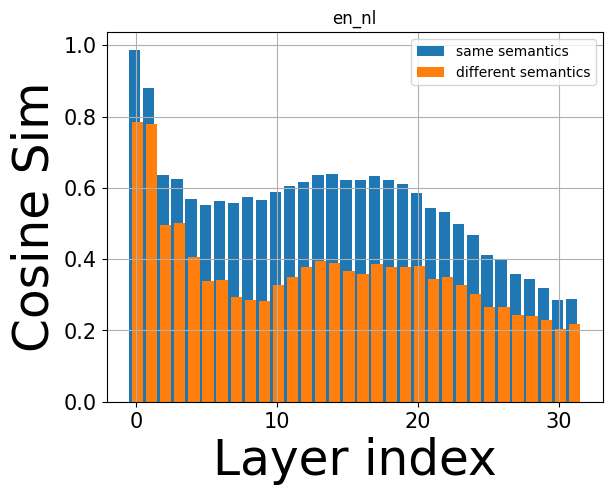 en_nl
same semantics
different semantics
Cosine Sim
1.0
0.8
0.6
0.4
0.2
0.0
0 10 20 30
Layer index